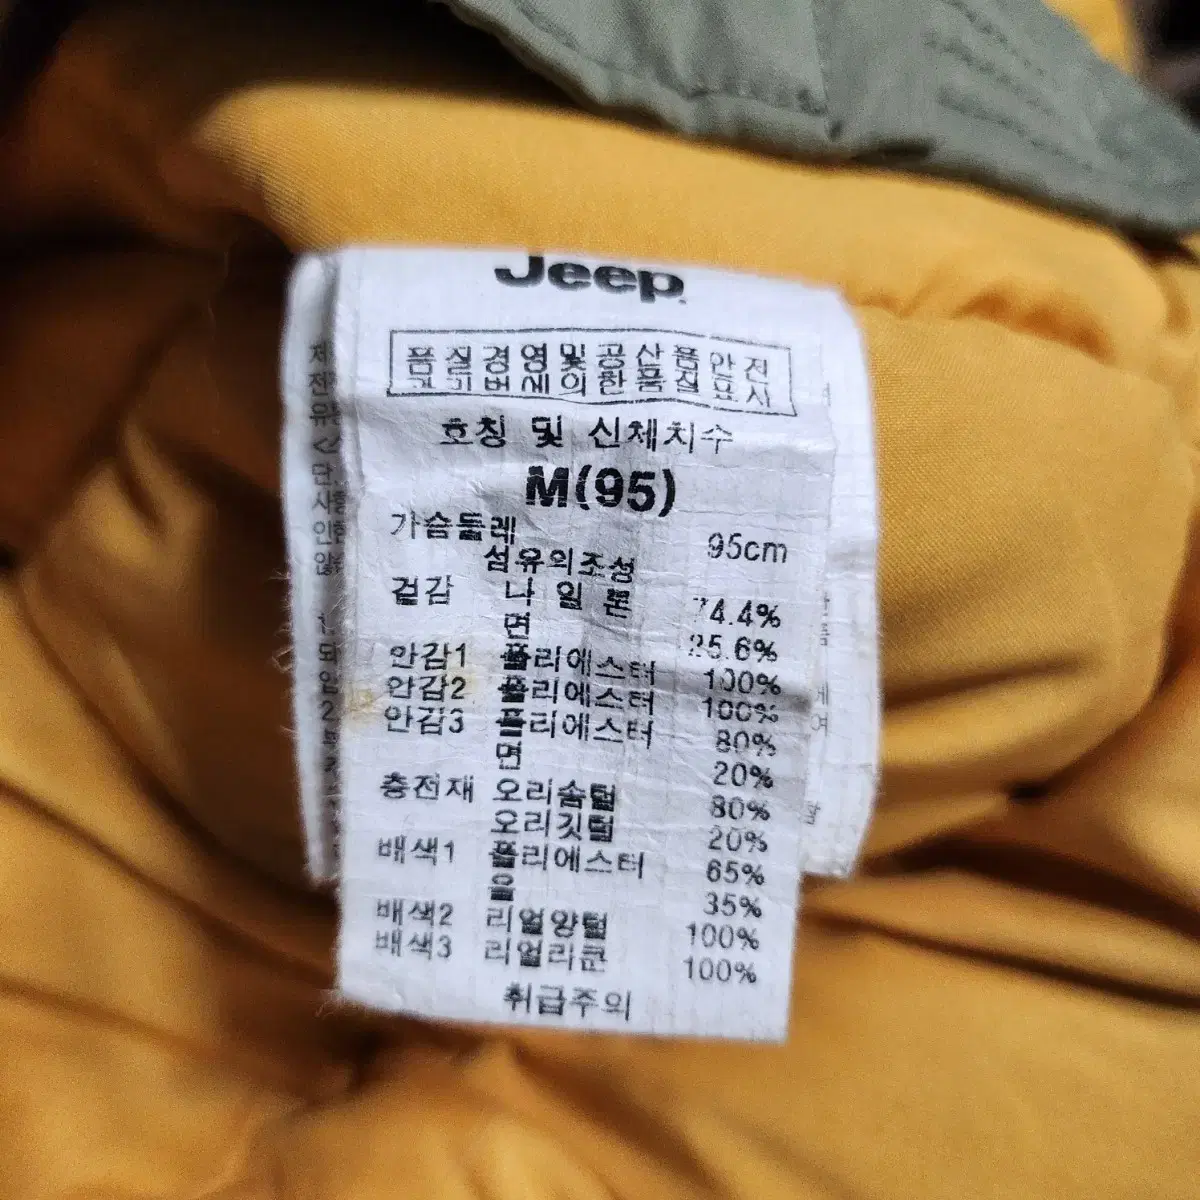 Jeep
품질경영및공산품안전
관리법에의한품질표시
호칭 및 신체치수
M(95)
가슴둘레 95cm
섬유의조성
겉감 나일론 74.4%
면 25.6%
안감1 폴리에스터 100%
안감2 폴리에스터 100%
안감3 폴리에스터 80%
면 20%
충전재 오리솜털 80%
오리깃털 20%
배색1 폴리에스터 65%
울 35%
배색2 리얼양털 100%
배색3 리얼라쿤 100%
취급주의